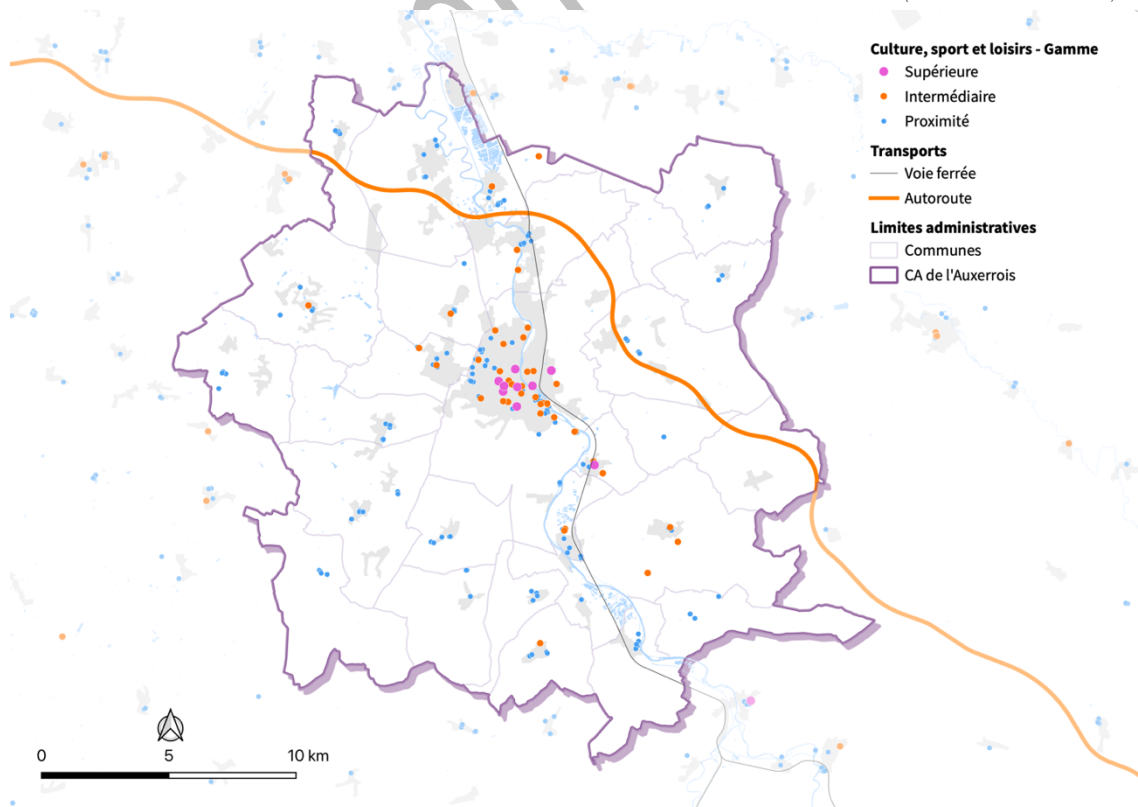 Culture, sport et loisirs - Gamme
Supérieure
Intermédiaire
Proximité
Transports
Voie ferrée
Autoroute
Limites administratives
Communes
CA de l'Auxerrois
0 5 10 km